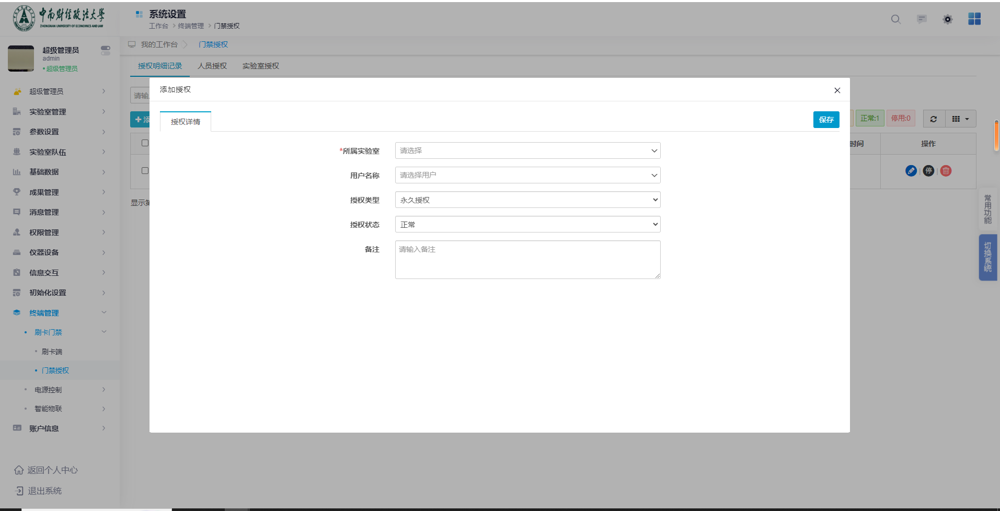 中南财经政法大学
ZHONGNAN UNIVERSITY OF ECONOMICS AND LAW
系统设置
工作台 > 终端管理 > 门禁授权
超级管理员
admin
超级管理员
我的工作台
门禁授权
授权明细记录
人员授权
实验室授权
超级管理员
实验室管理
参数设置
实验室队伍
基础数据
成果管理
消息管理
权限管理
仪器设备
信息交互
初始化设置
终端管理
刷卡门禁
刷卡端
门禁授权
电源控制
智能物联
账户信息
返回个人中心
退出系统
请输
添
显示第
添加授权
授权详情
保存
*所属实验室
请选择
用户名称
请选择用户
授权类型
永久授权
授权状态
正常
备注
请输入备注
正常:1
停用:0
时间
操作
停
常用功能
切换系统